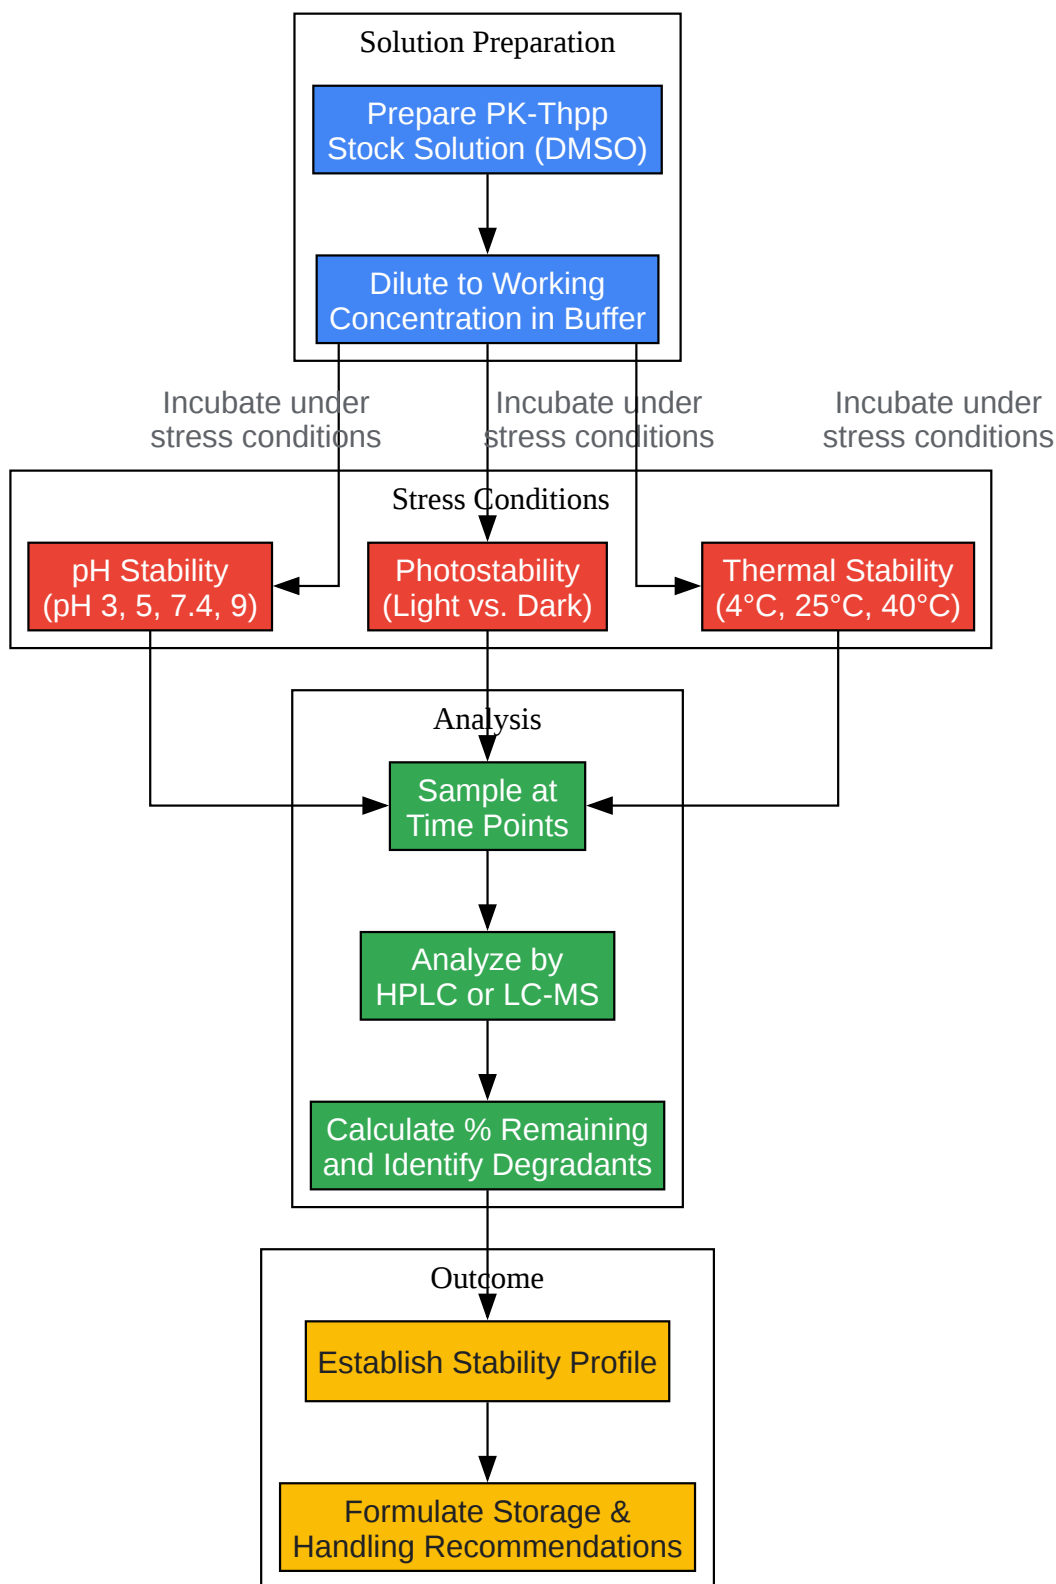 Solution Preparation
Prepare PK-Thpp
Stock Solution (DMSO)
Dilute to Working
Concentration in Buffer
Incubate under
stress conditions
Incubate under
stress conditions
Incubate under
stress conditions
Stress Conditions
pH Stability
(pH 3, 5, 7.4, 9)
Photostability
(Light vs. Dark)
Thermal Stability
(4°C, 25°C, 40°C)
Analysis
Sample at
Time Points
Analyze by
HPLC or LC-MS
Calculate % Remaining
and Identify Degradants
Outcome
Establish Stability Profile
Formulate Storage &
Handling Recommendations